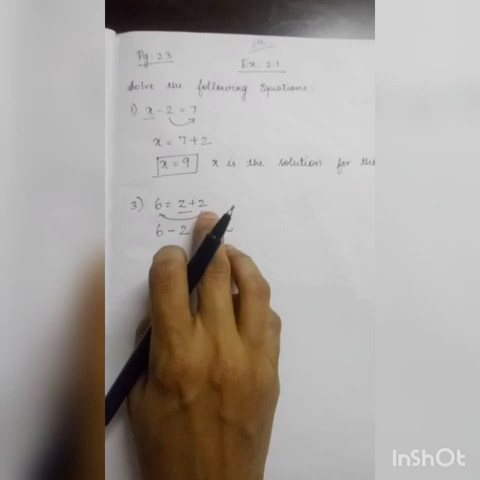 Pg. 23
Ex. 2.1
Solve the following Equations
1) x - 2 = 7
x = 7 + 2
x = 9 x is the solution for the
3) 6 = z + 2
6 - 2
InShOt